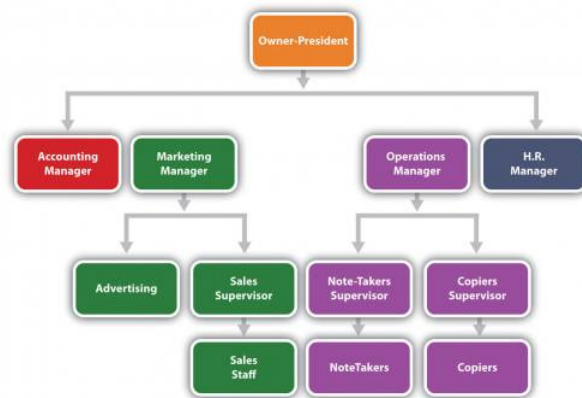 Owner-President
Accounting
Manager
Marketing
Manager
Operations
Manager
H.R.
Manager
Advertising
Sales
Supervisor
Note-Takers
Supervisor
Copiers
Supervisor
Sales
Staff
NoteTakers
Copiers